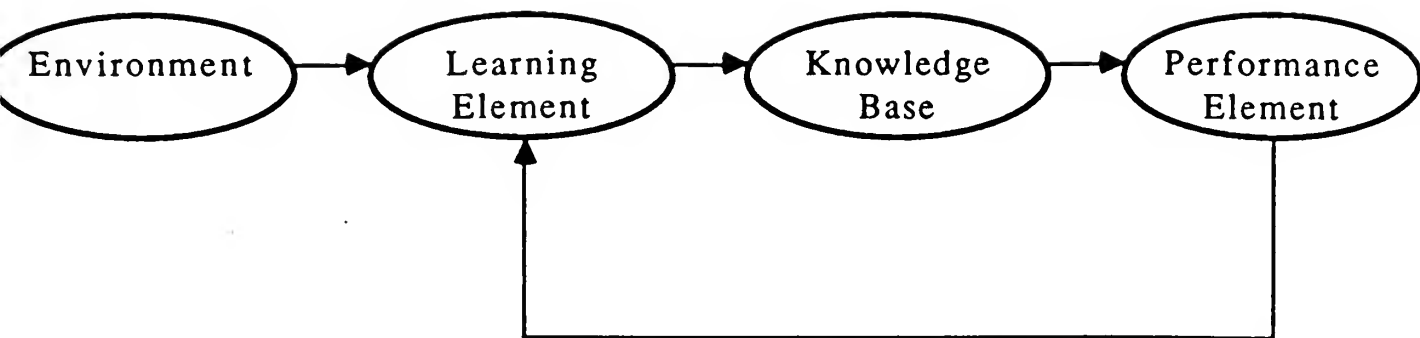 Environment
Learning
Element
Knowledge
Base
Performance
Element